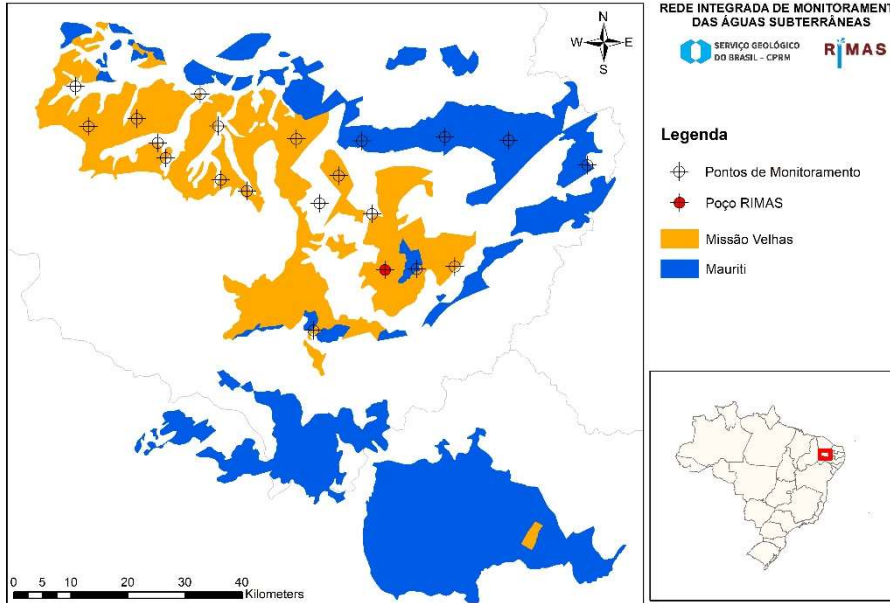 REDE INTEGRADA DE MONITORAMENT
DAS ÁGUAS SUBTERRÂNEAS
SERVIÇO GEOLÓGICO
DO BRASIL – CPRM
RIMAS
N
W E
S
Legenda
Pontos de Monitoramento
Poço RIMAS
Missão Velhas
Mauriti
0 5 10 20 30 40
Kilometers